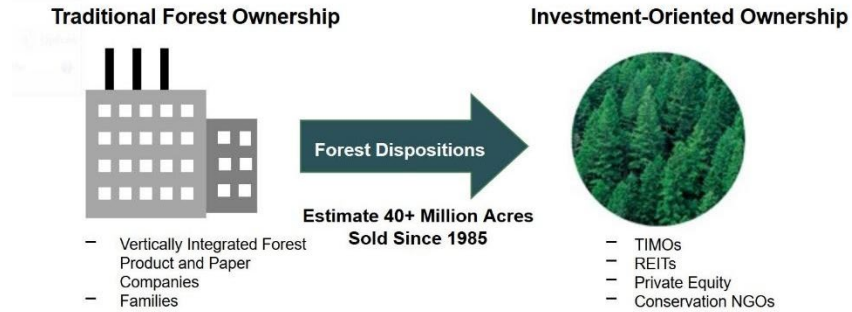 Traditional Forest Ownership
Investment-Oriented Ownership
Forest Dispositions
Estimate 40+ Million Acres
Sold Since 1985
– Vertically Integrated Forest
Product and Paper
Companies
– Families
– TIMOs
– REITs
– Private Equity
– Conservation NGOs